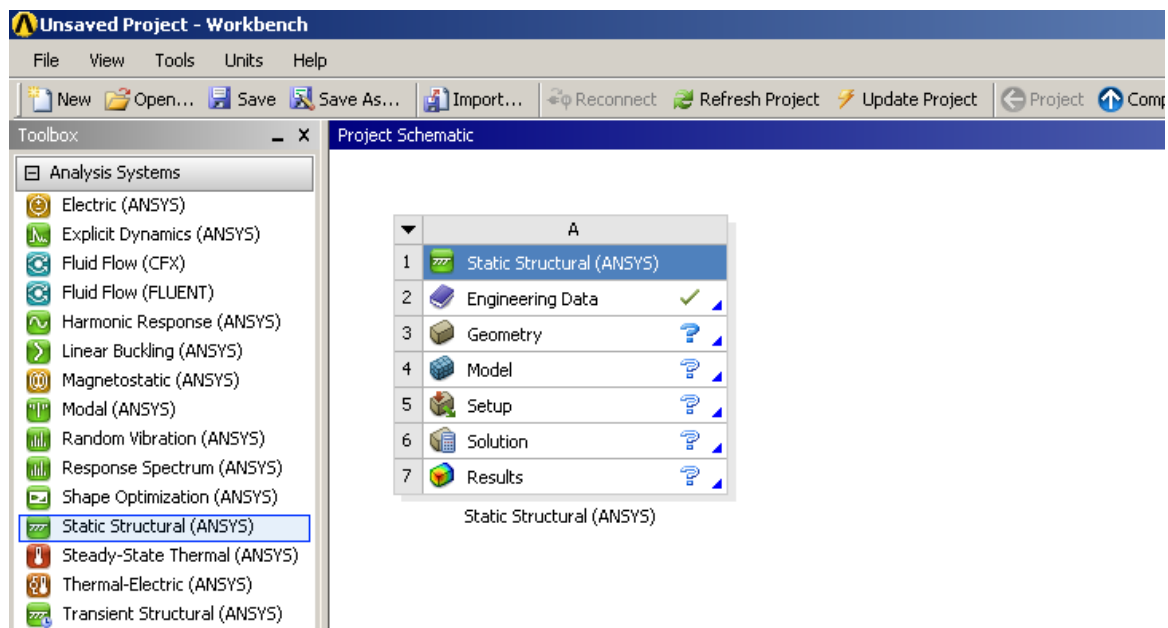 Unsaved Project - Workbench
File View Tools Units Help
New Open... Save Save As... Import... Reconnect Refresh Project Update Project Project Comp
Toolbox
Project Schematic
Analysis Systems
Electric (ANSYS)
Explicit Dynamics (ANSYS)
Fluid Flow (CFX)
Fluid Flow (FLUENT)
Harmonic Response (ANSYS)
Linear Buckling (ANSYS)
Magnetostatic (ANSYS)
Modal (ANSYS)
Random Vibration (ANSYS)
Response Spectrum (ANSYS)
Shape Optimization (ANSYS)
Static Structural (ANSYS)
Steady-State Thermal (ANSYS)
Thermal-Electric (ANSYS)
Transient Structural (ANSYS)
A
1 Static Structural (ANSYS)
2 Engineering Data
3 Geometry ?
4 Model ?
5 Setup ?
6 Solution ?
7 Results ?
Static Structural (ANSYS)